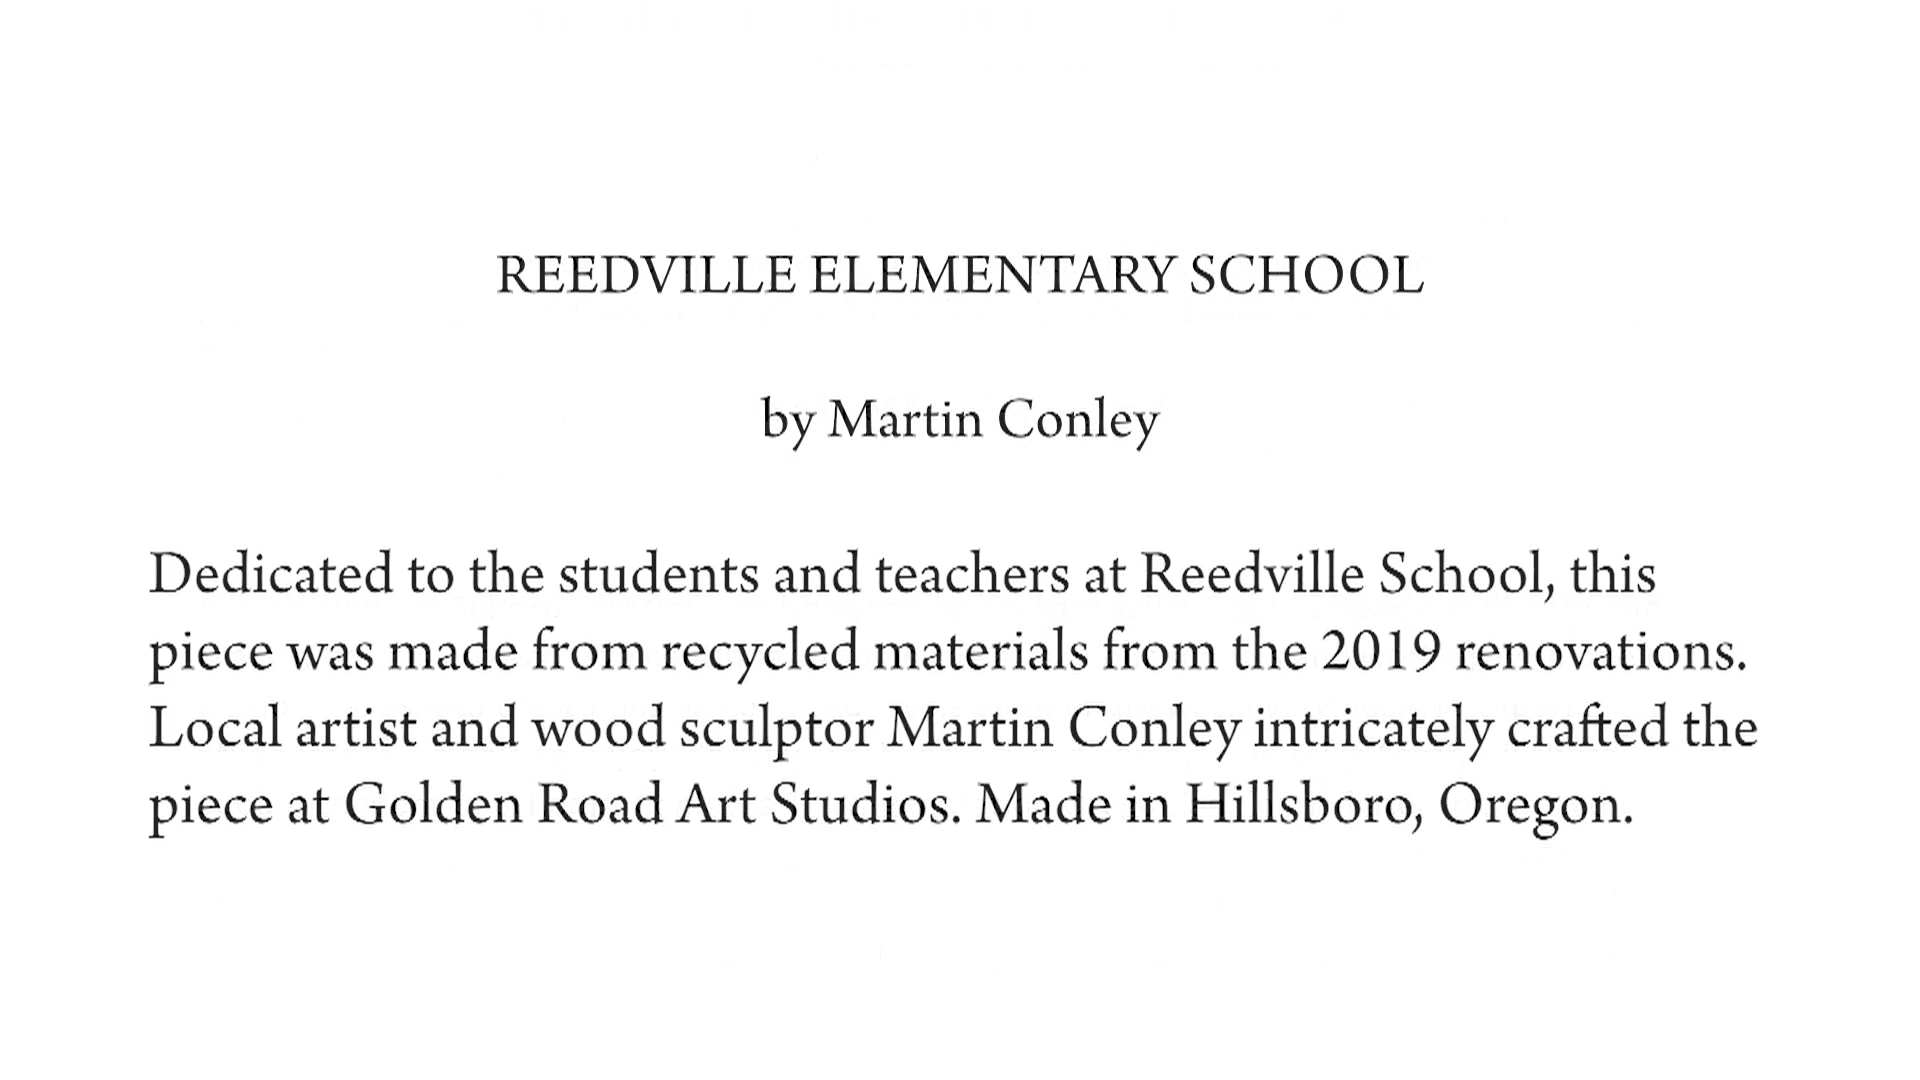 REEDVILLE ELEMENTARY SCHOOL
by Martin Conley
Dedicated to the students and teachers at Reedville School, this
piece was made from recycled materials from the 2019 renovations.
Local artist and wood sculptor Martin Conley intricately crafted the
piece at Golden Road Art Studios. Made in Hillsboro, Oregon.